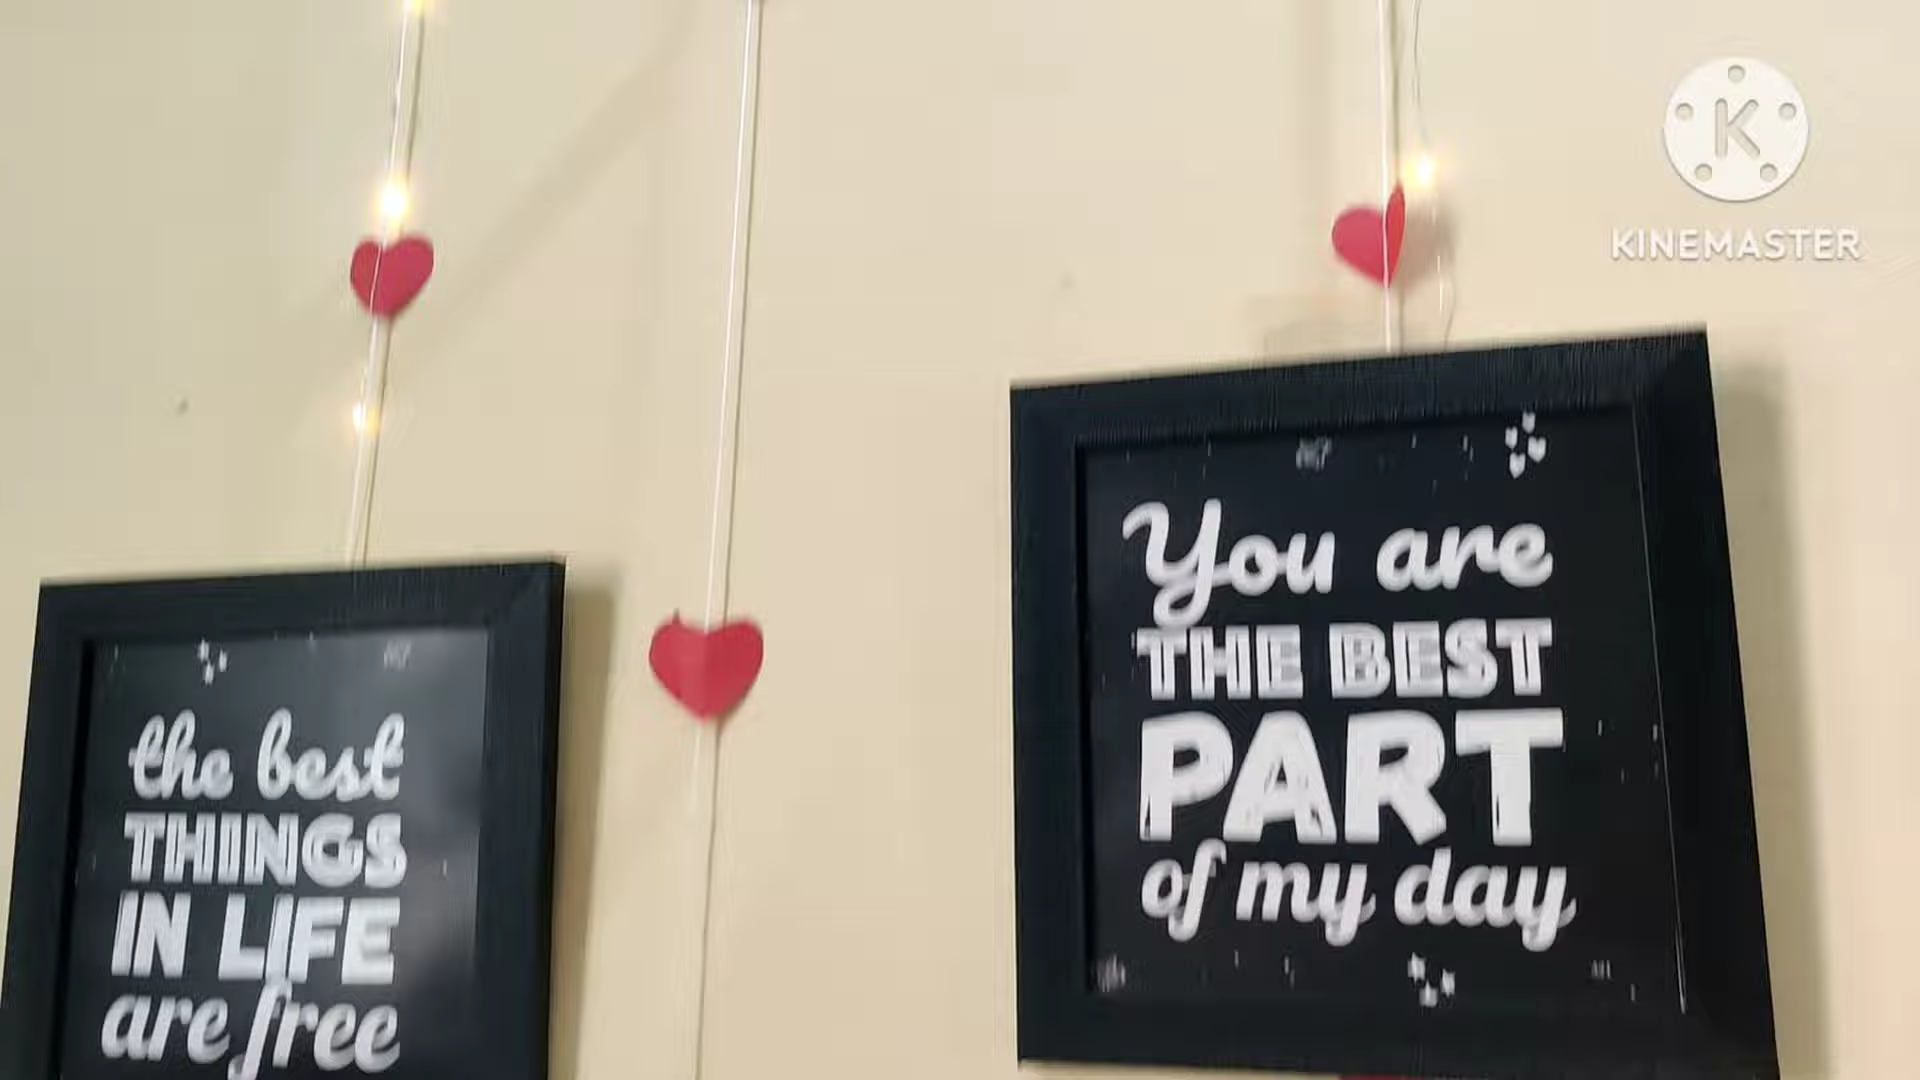 K
KINEMASTER
the best
THINGS
IN LIFE
are free
You are
THE BEST
PART
of my day